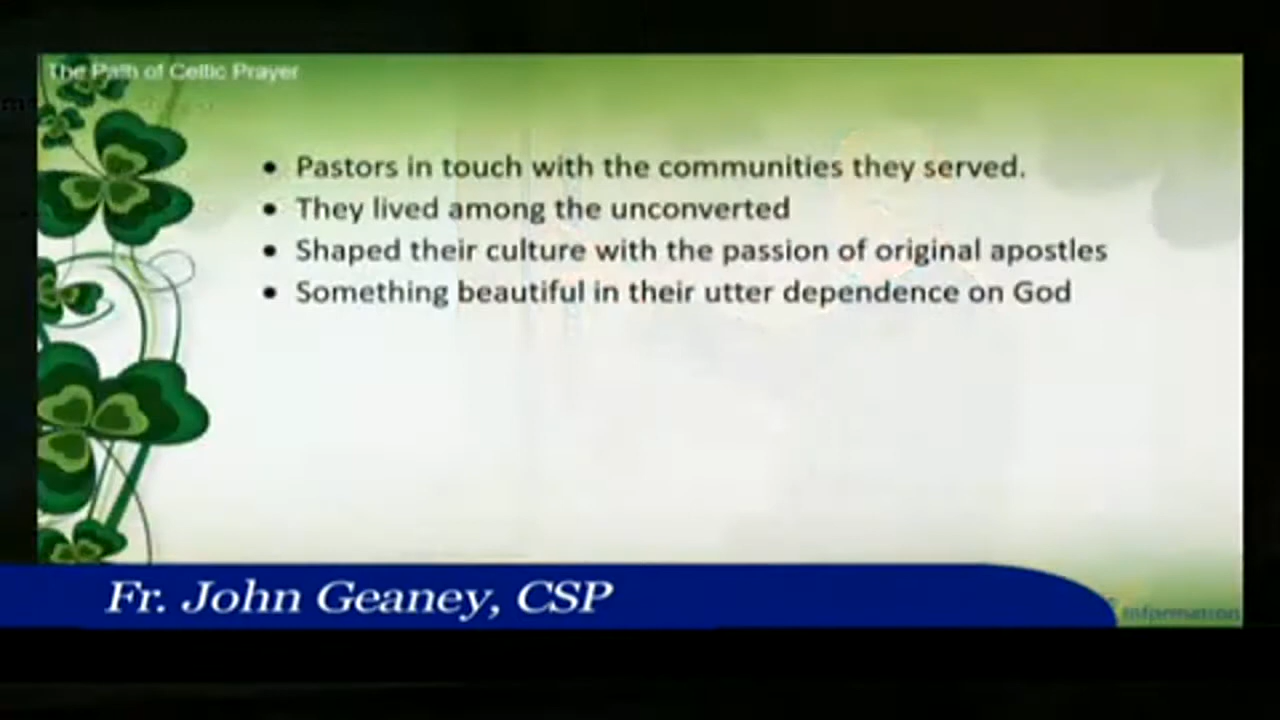 The Path of Celtic Prayer
• Pastors in touch with the communities they served.
• They lived among the unconverted
• Shaped their culture with the passion of original apostles
• Something beautiful in their utter dependence on God
Fr. John Geaney, CSP
Information